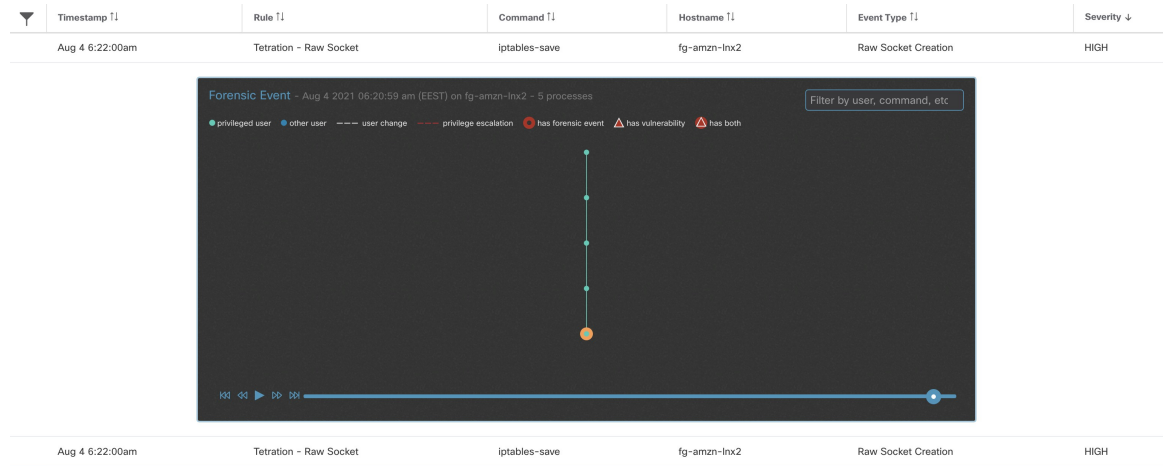 Timestamp ↑↓ Rule ↑↓ Command ↑↓ Hostname ↑↓ Event Type ↑↓ Severity ↓
Aug 4 6:22:00am Tetration - Raw Socket iptables-save fg-amzn-lnx2 Raw Socket Creation HIGH
Forensic Event - Aug 4 2021 06:20:59 am (EEST) on fg-amzn-lnx2 - 5 processes Filter by user, command, etc
privileged user other user --- user change --- privilege escalation has forensic event has vulnerability has both
Aug 4 6:22:00am Tetration - Raw Socket iptables-save fg-amzn-lnx2 Raw Socket Creation HIGH